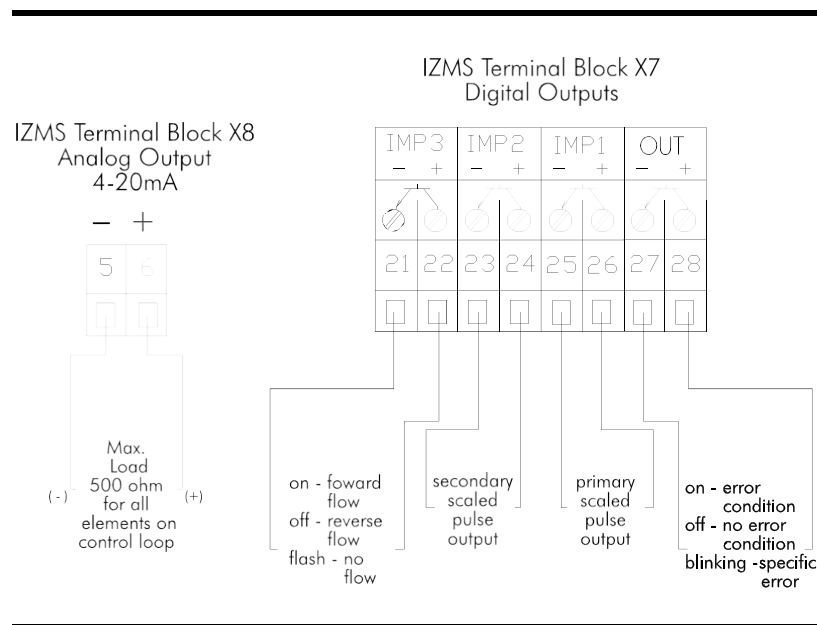 IZMS Terminal Block X7
Digital Outputs
IZMS Terminal Block X8
Analog Output
4-20mA
− +
5 6
(-) (+)
Max.
Load
500 ohm
for all
elements on
control loop
IMP3 IMP2 IMP1 OUT
− + − + − + − +
21 22 23 24 25 26 27 28
on - foward
flow
off - reverse
flow
flash - no
flow
secondary
scaled
pulse
output
primary
scaled
pulse
output
on - error
condition
off - no error
condition
blinking -specific
error